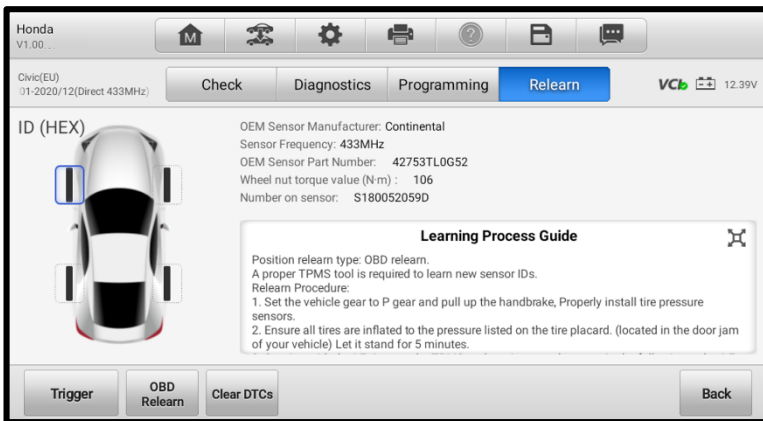 Honda
V1.00
M
?
Civic(EU)
01-2020/12(Direct 433MHz)
Check
Diagnostics
Programming
Relearn
VCI
12.39V
ID (HEX)
OEM Sensor Manufacturer: Continental
Sensor Frequency: 433MHz
OEM Sensor Part Number: 42753TL0G52
Wheel nut torque value (N·m) : 106
Number on sensor: S180052059D
Learning Process Guide
Position relearn type: OBD relearn.
A proper TPMS tool is required to learn new sensor IDs.
Relearn Procedure:
1. Set the vehicle gear to P gear and pull up the handbrake, Properly install tire pressure
sensors.
2. Ensure all tires are inflated to the pressure listed on the tire placard. (located in the door jam
of your vehicle) Let it stand for 5 minutes.
Trigger
OBD
Relearn
Clear DTCs
Back